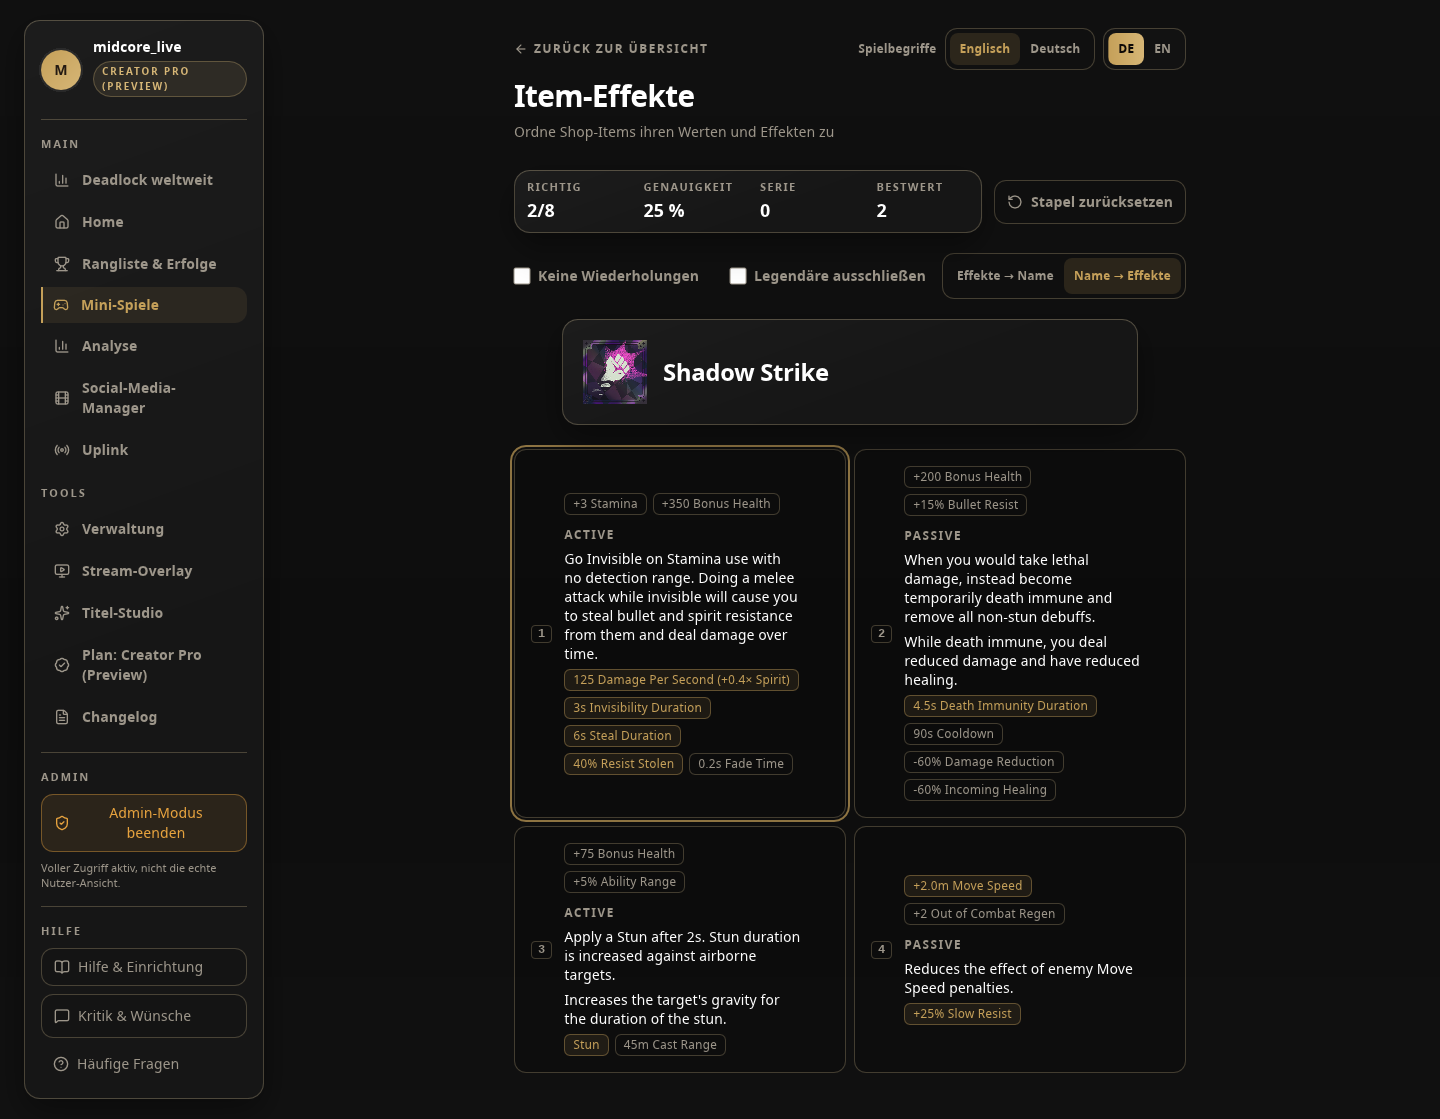 M
midcore_live
CREATOR PRO
(PREVIEW)
MAIN
Deadlock weltweit
Home
Rangliste & Erfolge
Mini-Spiele
Analyse
Social-Media-
Manager
Uplink
TOOLS
Verwaltung
Stream-Overlay
Titel-Studio
Plan: Creator Pro
(Preview)
Changelog
ADMIN
Admin-Modus
beenden
Voller Zugriff aktiv, nicht die echte
Nutzer-Ansicht.
HILFE
Hilfe & Einrichtung
Kritik & Wünsche
Häufige Fragen
← ZURÜCK ZUR ÜBERSICHT
Spielbegriffe Englisch Deutsch DE EN
Item-Effekte
Ordne Shop-Items ihren Werten und Effekten zu
RICHTIG GENAUIGKEIT SERIE BESTWERT
2/8 25 % 0 2
Stapel zurücksetzen
Keine Wiederholungen Legendäre ausschließen Effekte → Name Name → Effekte
Shadow Strike
1
+3 Stamina +350 Bonus Health
ACTIVE
Go Invisible on Stamina use with
no detection range. Doing a melee
attack while invisible will cause you
to steal bullet and spirit resistance
from them and deal damage over
time.
125 Damage Per Second (+0.4× Spirit)
3s Invisibility Duration
6s Steal Duration
40% Resist Stolen 0.2s Fade Time
2
+200 Bonus Health
+15% Bullet Resist
PASSIVE
When you would take lethal
damage, instead become
temporarily death immune and
remove all non-stun debuffs.
While death immune, you deal
reduced damage and have reduced
healing.
4.5s Death Immunity Duration
90s Cooldown
-60% Damage Reduction
-60% Incoming Healing
3
+75 Bonus Health
+5% Ability Range
ACTIVE
Apply a Stun after 2s. Stun duration
is increased against airborne
targets.
Increases the target's gravity for
the duration of the stun.
Stun 45m Cast Range
4
+2.0m Move Speed
+2 Out of Combat Regen
PASSIVE
Reduces the effect of enemy Move
Speed penalties.
+25% Slow Resist